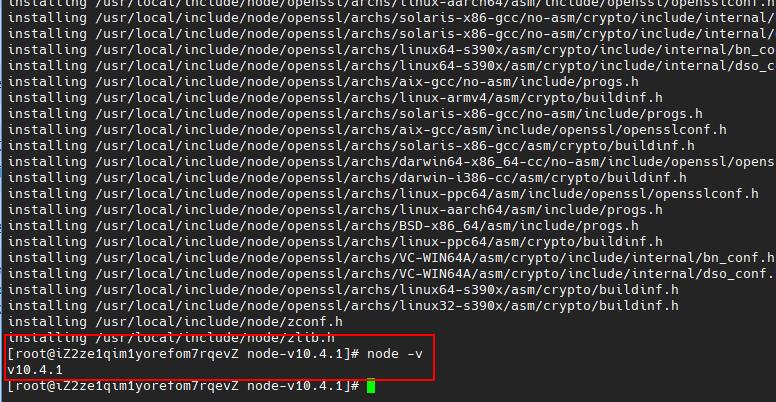 installing /usr/local/include/node/openssl/archs/linux-aarch64/asm/include/openssl/opensslconf.h
installing /usr/local/include/node/openssl/archs/solaris-x86-gcc/no-asm/crypto/include/internal/
installing /usr/local/include/node/openssl/archs/solaris-x86-gcc/no-asm/crypto/include/internal/
installing /usr/local/include/node/openssl/archs/linux64-s390x/asm/crypto/include/internal/bn_co
installing /usr/local/include/node/openssl/archs/linux64-s390x/asm/crypto/include/internal/dso_c
installing /usr/local/include/node/openssl/archs/aix-gcc/no-asm/include/progs.h
installing /usr/local/include/node/openssl/archs/linux-armv4/asm/crypto/buildinf.h
installing /usr/local/include/node/openssl/archs/solaris-x86-gcc/no-asm/include/progs.h
installing /usr/local/include/node/openssl/archs/aix-gcc/asm/include/openssl/opensslconf.h
installing /usr/local/include/node/openssl/archs/solaris-x86-gcc/asm/crypto/buildinf.h
installing /usr/local/include/node/openssl/archs/darwin64-x86_64-cc/no-asm/include/openssl/opens
installing /usr/local/include/node/openssl/archs/darwin-i386-cc/asm/crypto/buildinf.h
installing /usr/local/include/node/openssl/archs/linux-ppc64/asm/include/openssl/opensslconf.h
installing /usr/local/include/node/openssl/archs/linux-aarch64/asm/include/progs.h
installing /usr/local/include/node/openssl/archs/BSD-x86_64/asm/include/progs.h
installing /usr/local/include/node/openssl/archs/linux-ppc64/asm/crypto/buildinf.h
installing /usr/local/include/node/openssl/archs/VC-WIN64A/asm/crypto/include/internal/bn_conf.h
installing /usr/local/include/node/openssl/archs/VC-WIN64A/asm/crypto/include/internal/dso_conf.
installing /usr/local/include/node/openssl/archs/linux64-s390x/asm/crypto/buildinf.h
installing /usr/local/include/node/openssl/archs/linux32-s390x/asm/crypto/buildinf.h
installing /usr/local/include/node/zconf.h
installing /usr/local/include/node/zlib.h
[root@iZ2ze1qim1yorefom7rqevZ node-v10.4.1]# node -v
v10.4.1
[root@iZ2ze1qim1yorefom7rqevZ node-v10.4.1]#